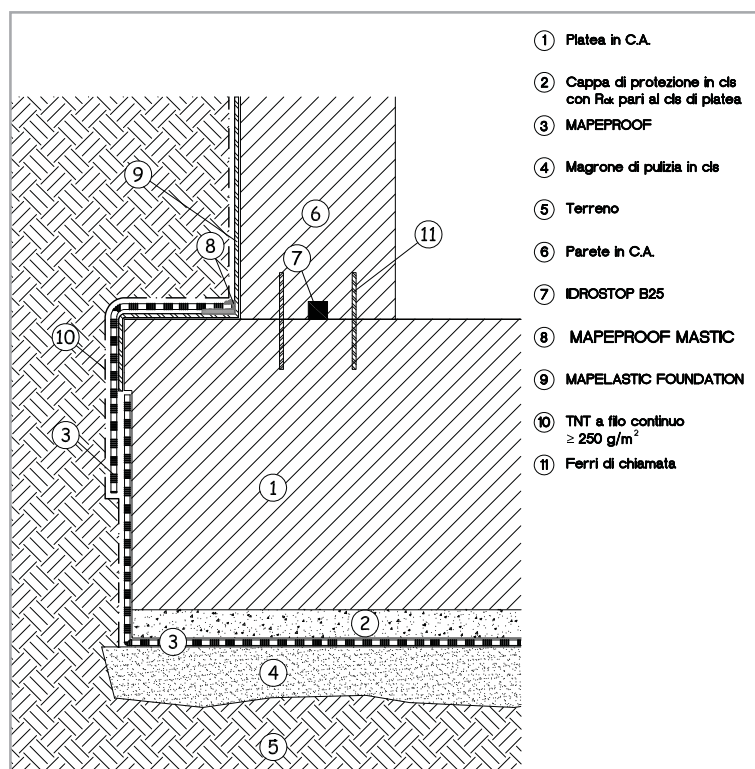 1 Platea in C.A.
2 Cappa di protezione in cls
con Rck pari al cls di platea
3 MAPEPROOF
4 Magrone di pulizia in cls
5 Terreno
6 Parete in C.A.
7 IDROSTOP B25
8 MAPEPROOF MASTIC
9 MAPELASTIC FOUNDATION
10 TNT a filo continuo
≥ 250 g/m²
11 Ferri di chiamata
9
6
11
8
7
10
3
1
2
3
4
5